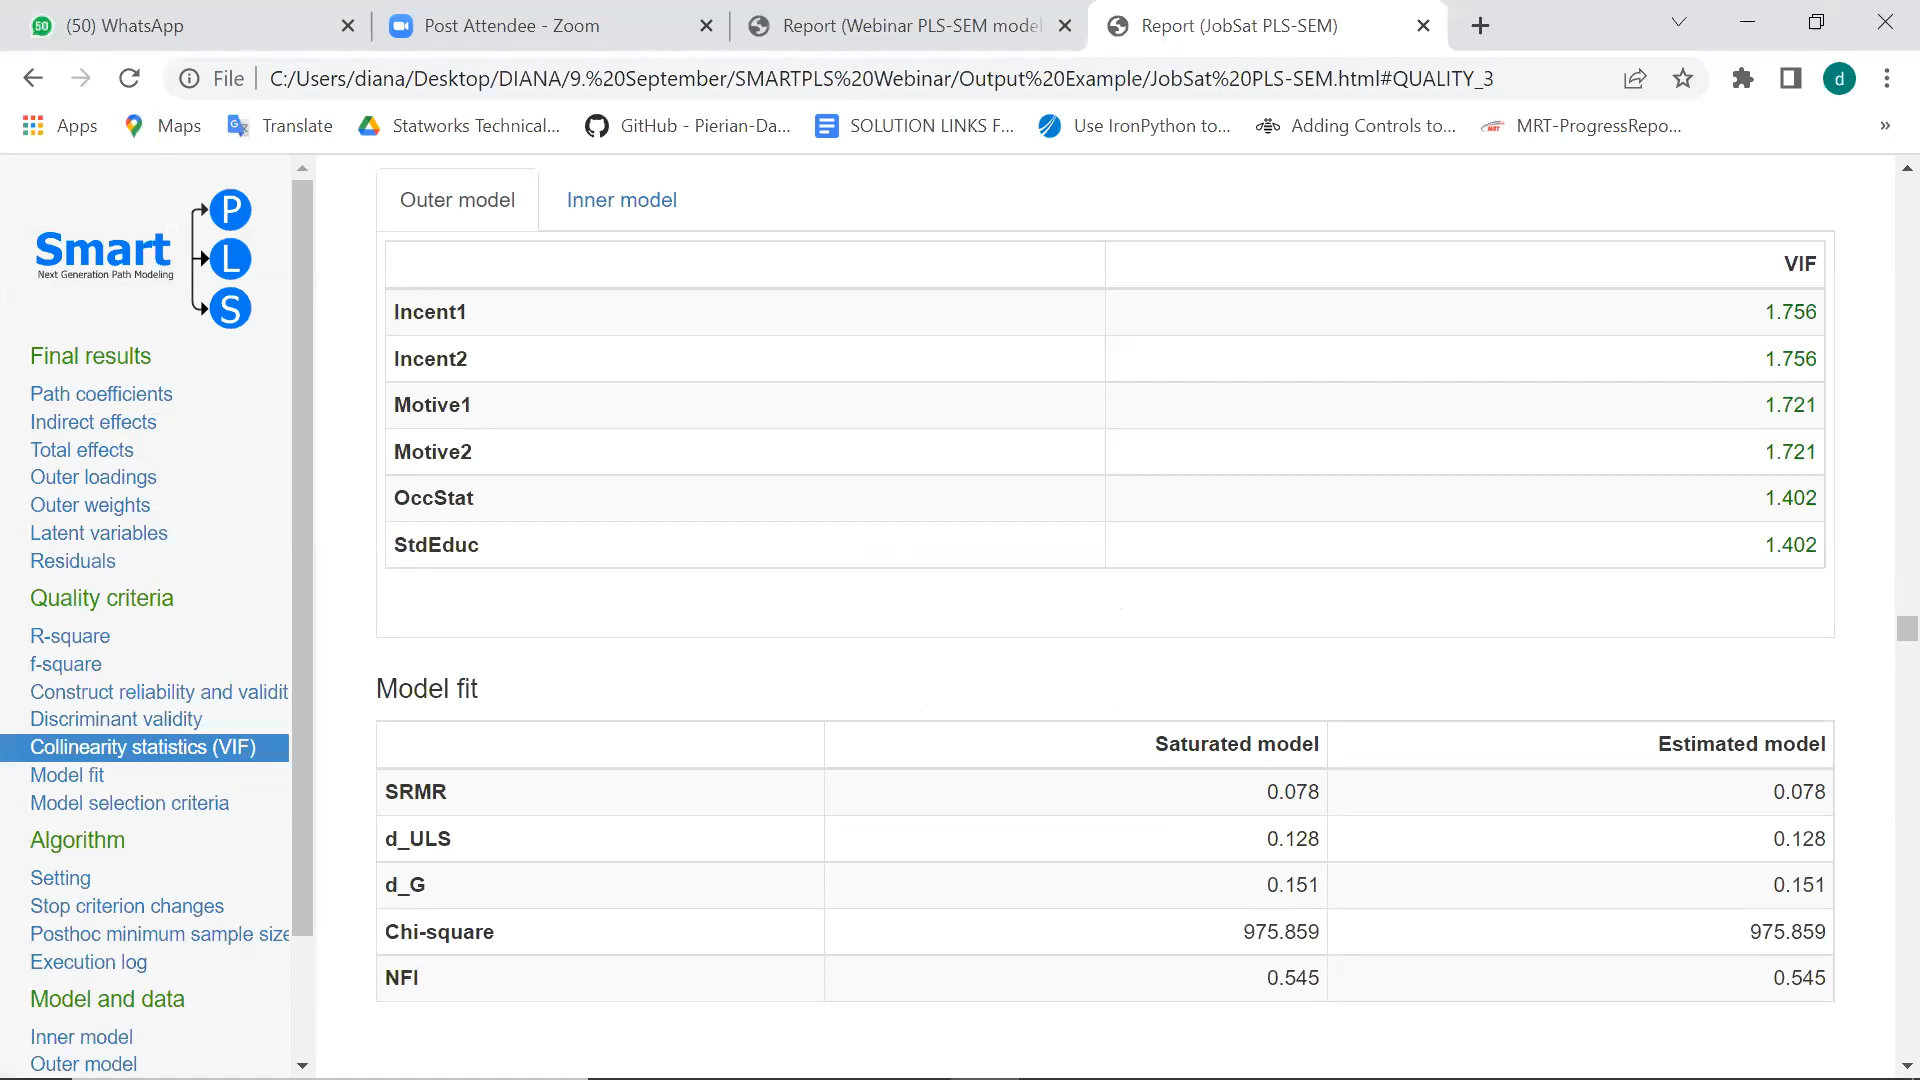 (50) WhatsApp
Post Attendee - Zoom
Report (Webinar PLS-SEM mode
Report (JobSat PLS-SEM)
File
C:/Users/diana/Desktop/DIANA/9.%20September/SMARTPLS%20Webinar/Output%20Example/JobSat%20PLS-SEM.html#QUALITY_3
d
Apps
Maps
Translate
Statworks Technical...
GitHub - Pierian-Da...
SOLUTION LINKS F...
Use IronPython to...
Adding Controls to...
MRT-ProgressRepo...
»
Smart
Next Generation Path Modeling
P
L
S
Final results
Path coefficients
Indirect effects
Total effects
Outer loadings
Outer weights
Latent variables
Residuals
Quality criteria
R-square
f-square
Construct reliability and validit
Discriminant validity
Collinearity statistics (VIF)
Model fit
Model selection criteria
Algorithm
Setting
Stop criterion changes
Posthoc minimum sample size
Execution log
Model and data
Inner model
Outer model
Outer model Inner model
VIF
Incent1 1.756
Incent2 1.756
Motive1 1.721
Motive2 1.721
OccStat 1.402
StdEduc 1.402
Model fit
Saturated model Estimated model
SRMR 0.078 0.078
d_ULS 0.128 0.128
d_G 0.151 0.151
Chi-square 975.859 975.859
NFI 0.545 0.545